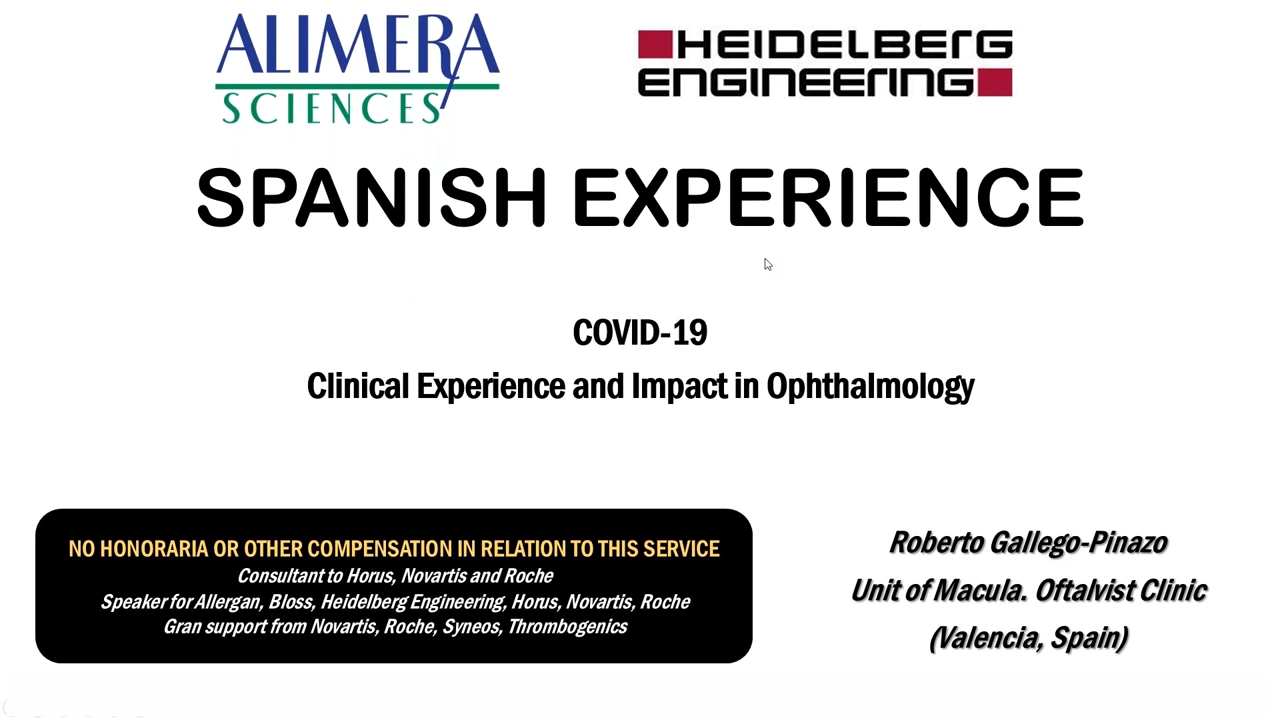 ALIMERA
SCIENCES
HEIDELBERG
ENGINEERING
SPANISH EXPERIENCE
COVID-19
Clinical Experience and Impact in Ophthalmology
NO HONORARIA OR OTHER COMPENSATION IN RELATION TO THIS SERVICE
Consultant to Horus, Novartis and Roche
Speaker for Allergan, Bloss, Heidelberg Engineering, Horus, Novartis, Roche
Gran support from Novartis, Roche, Syneos, Thrombogenics
Roberto Gallego-Pinazo
Unit of Macula. Oftalvist Clinic
(Valencia, Spain)